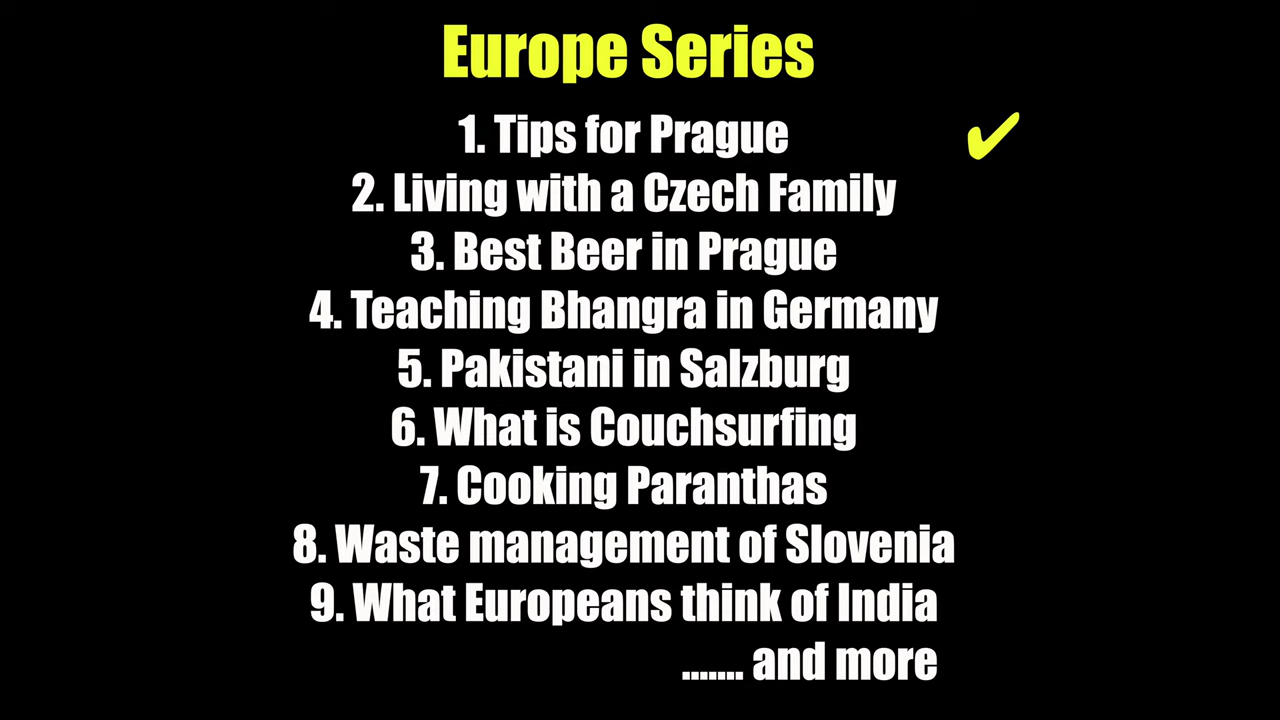 Europe Series
1. Tips for Prague ✔
2. Living with a Czech Family
3. Best Beer in Prague
4. Teaching Bhangra in Germany
5. Pakistani in Salzburg
6. What is Couchsurfing
7. Cooking Paranthas
8. Waste management of Slovenia
9. What Europeans think of India
....... and more